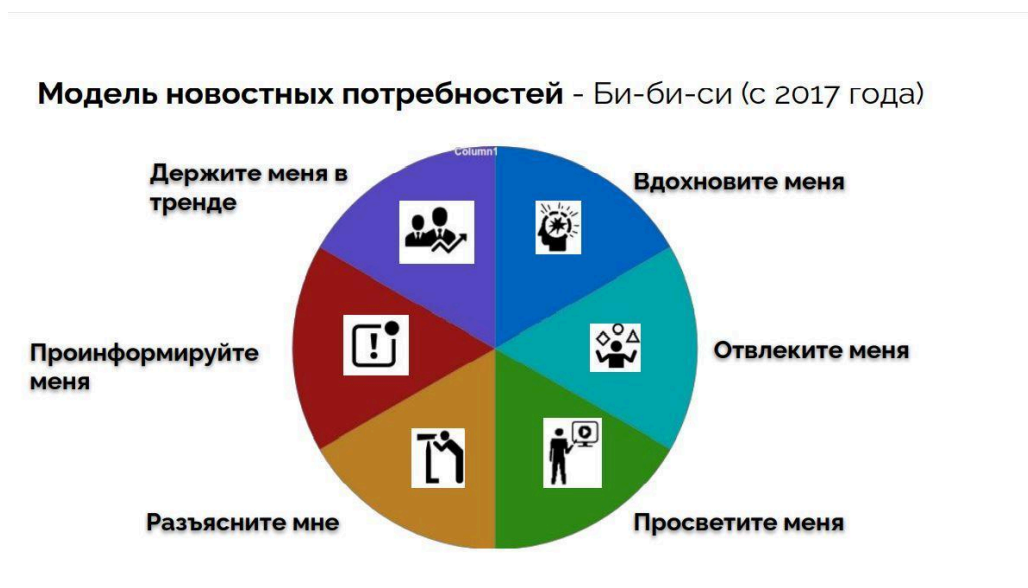 Модель новостных потребностей - Би-би-си (с 2017 года)
Column1
Держите меня в
тренде
Вдохновите меня
Проинформируйте
меня
Отвлеките меня
Разъясните мне
Просветите меня